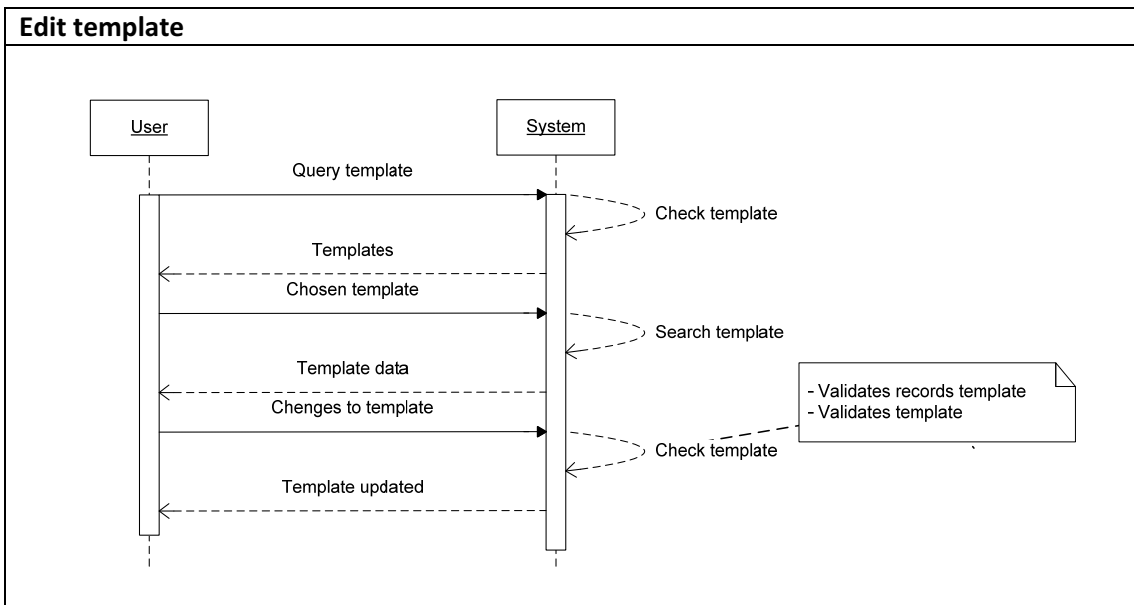 Edit template
User
System
Query template
Check template
Templates
Chosen template
Search template
Template data
- Validates records template
- Validates template
Chenges to template
Check template
Template updated